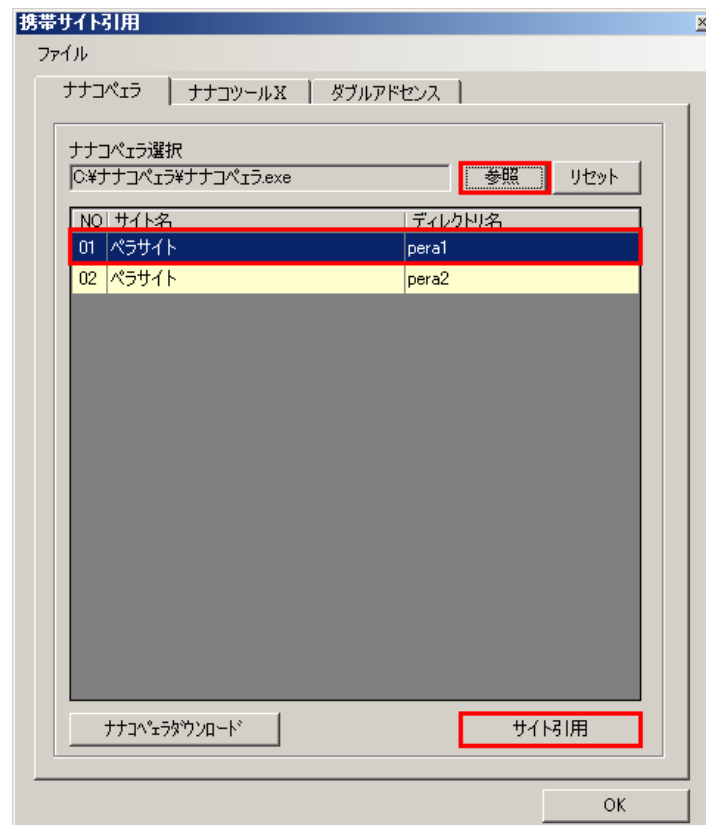 携帯サイト引用
ファイル
ナナコペェラ ナナコツールX ダブルアドセンス
ナナコペェラ選択
C:¥ナナコペェラ¥ナナコペェラ.exe 参照 リセット
NO サイト名 ディレクトリ名
01 ペラサイト pera1
02 ペラサイト pera2
ナナコペェラダウンロード サイト引用
OK